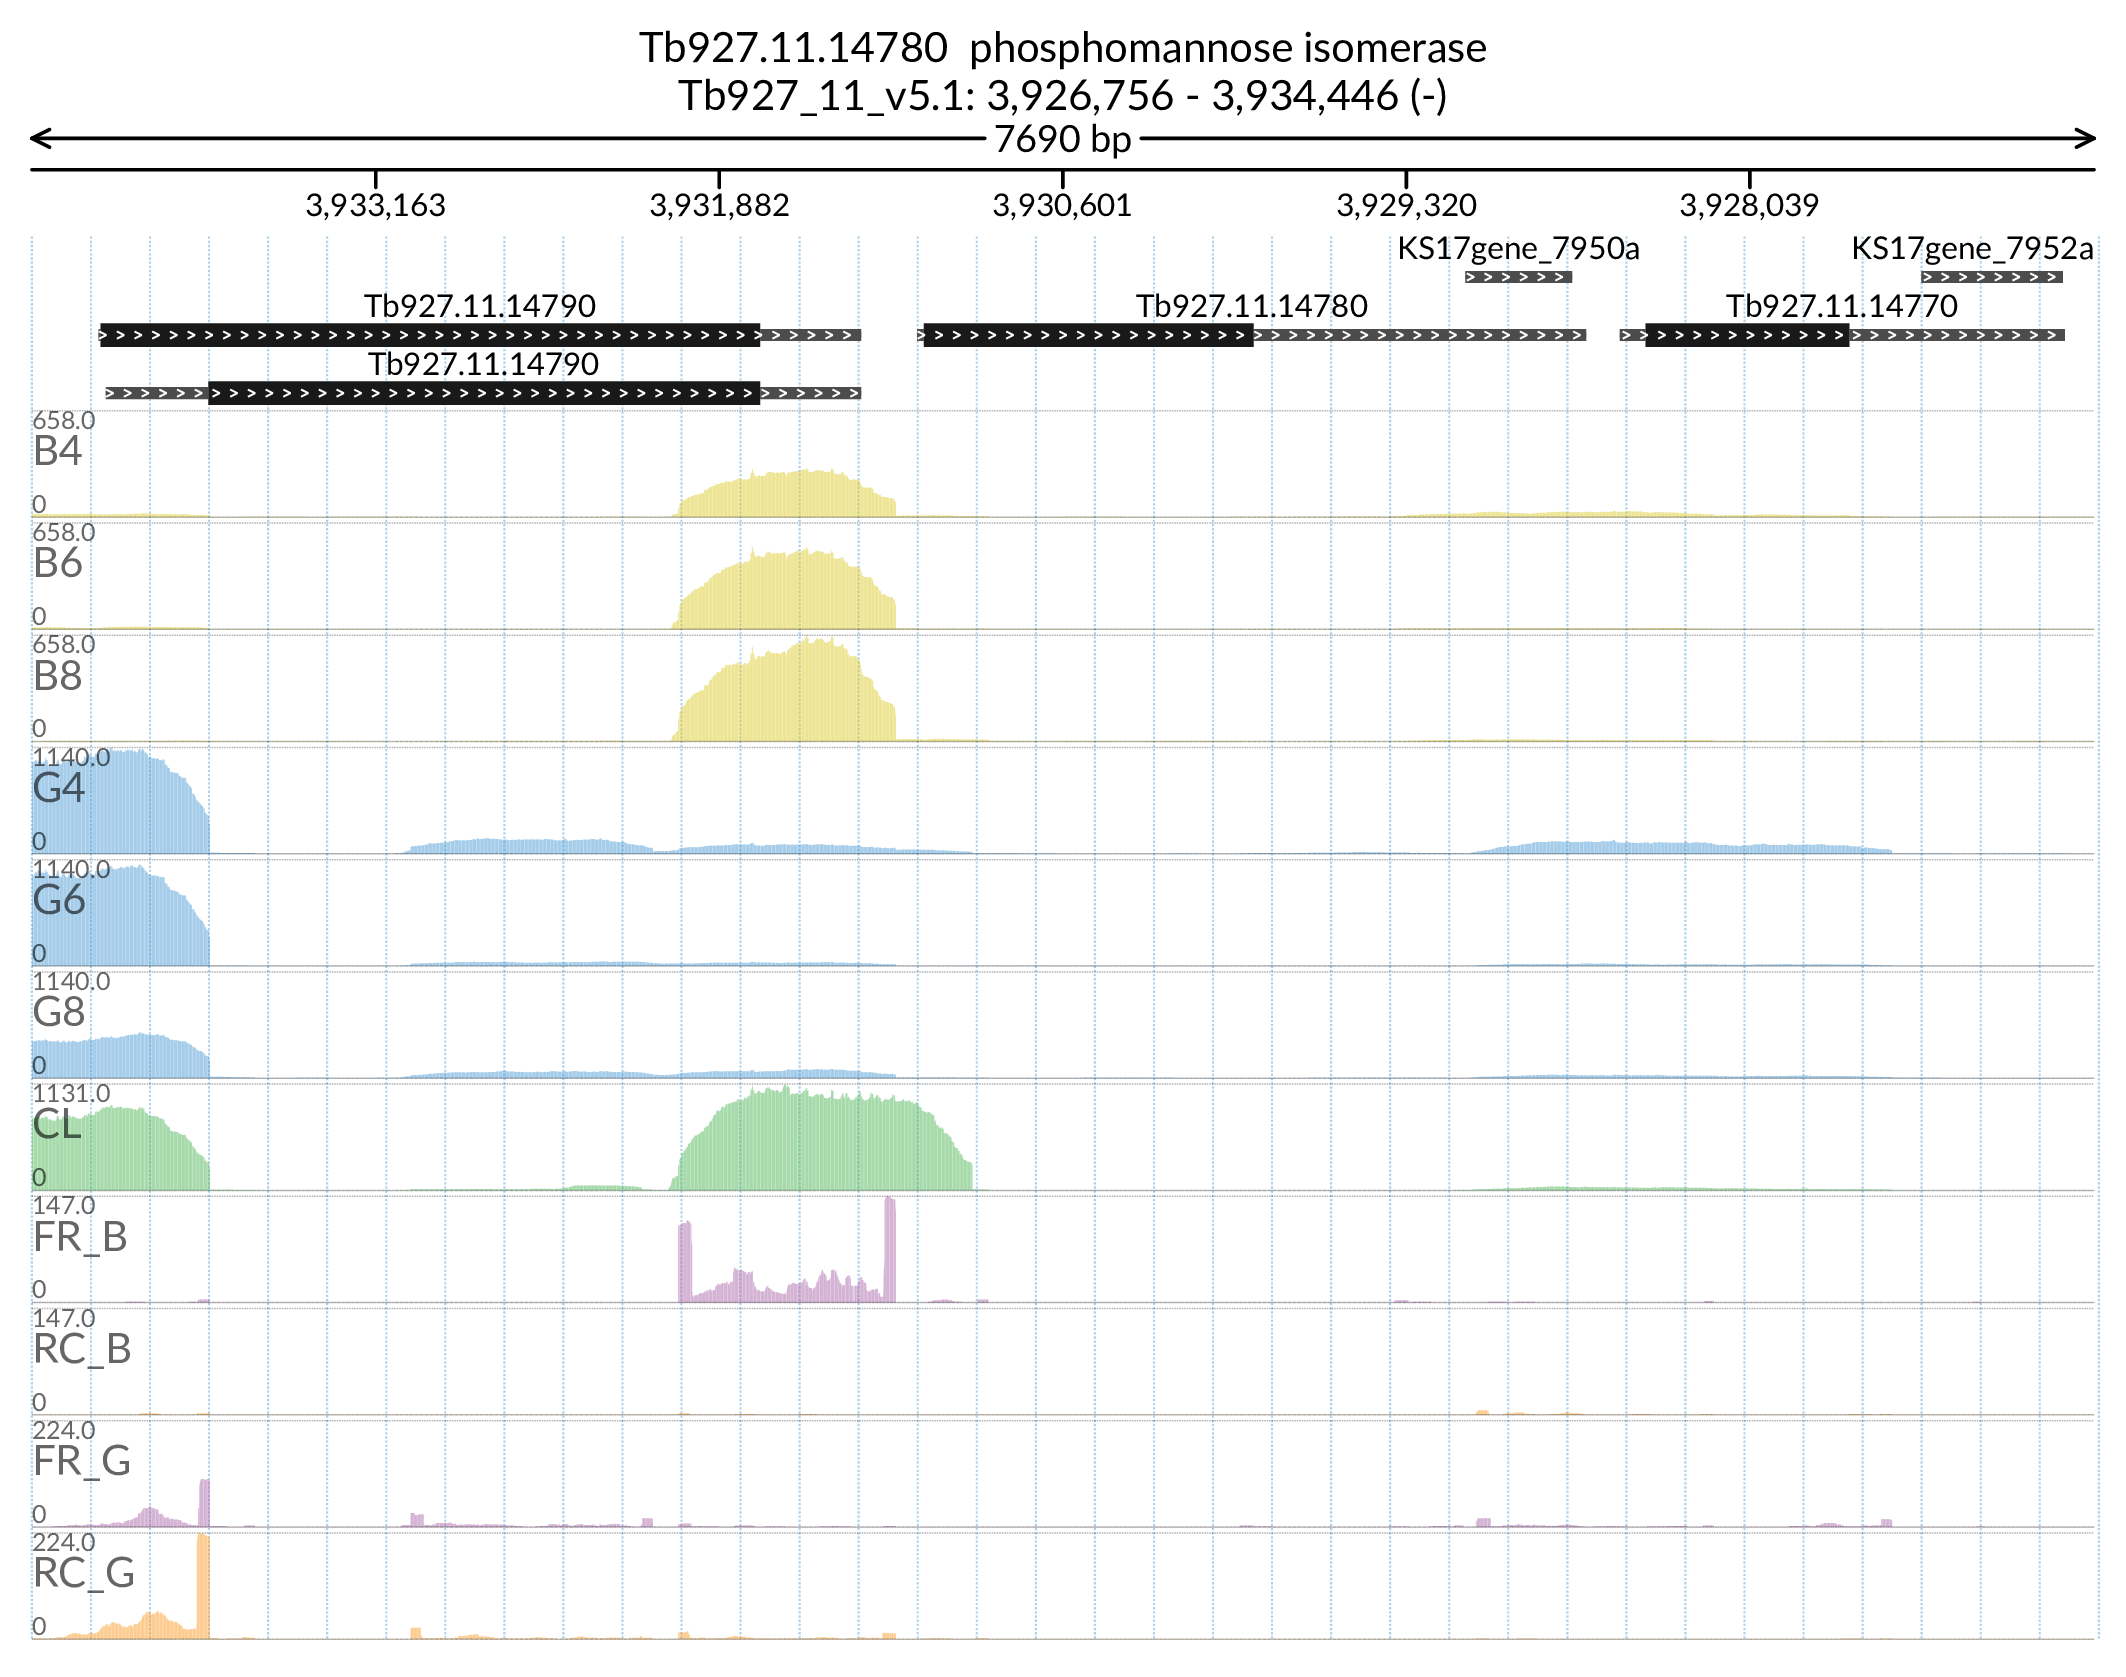 Tb927.11.14780 phosphomannose isomerase
Tb927_11_v5.1: 3,926,756 - 3,934,446 (-)
7690 bp
3,933,163 3,931,882 3,930,601 3,929,320 3,928,039
KS17gene_7950a KS17gene_7952a
Tb927.11.14790 Tb927.11.14780 Tb927.11.14770
Tb927.11.14790
658.0
B4
0
658.0
B6
0
658.0
B8
0
1140.0
G4
0
1140.0
G6
0
1140.0
G8
0
1131.0
CL
0
147.0
FR_B
0
147.0
RC_B
0
224.0
FR_G
0
224.0
RC_G
0